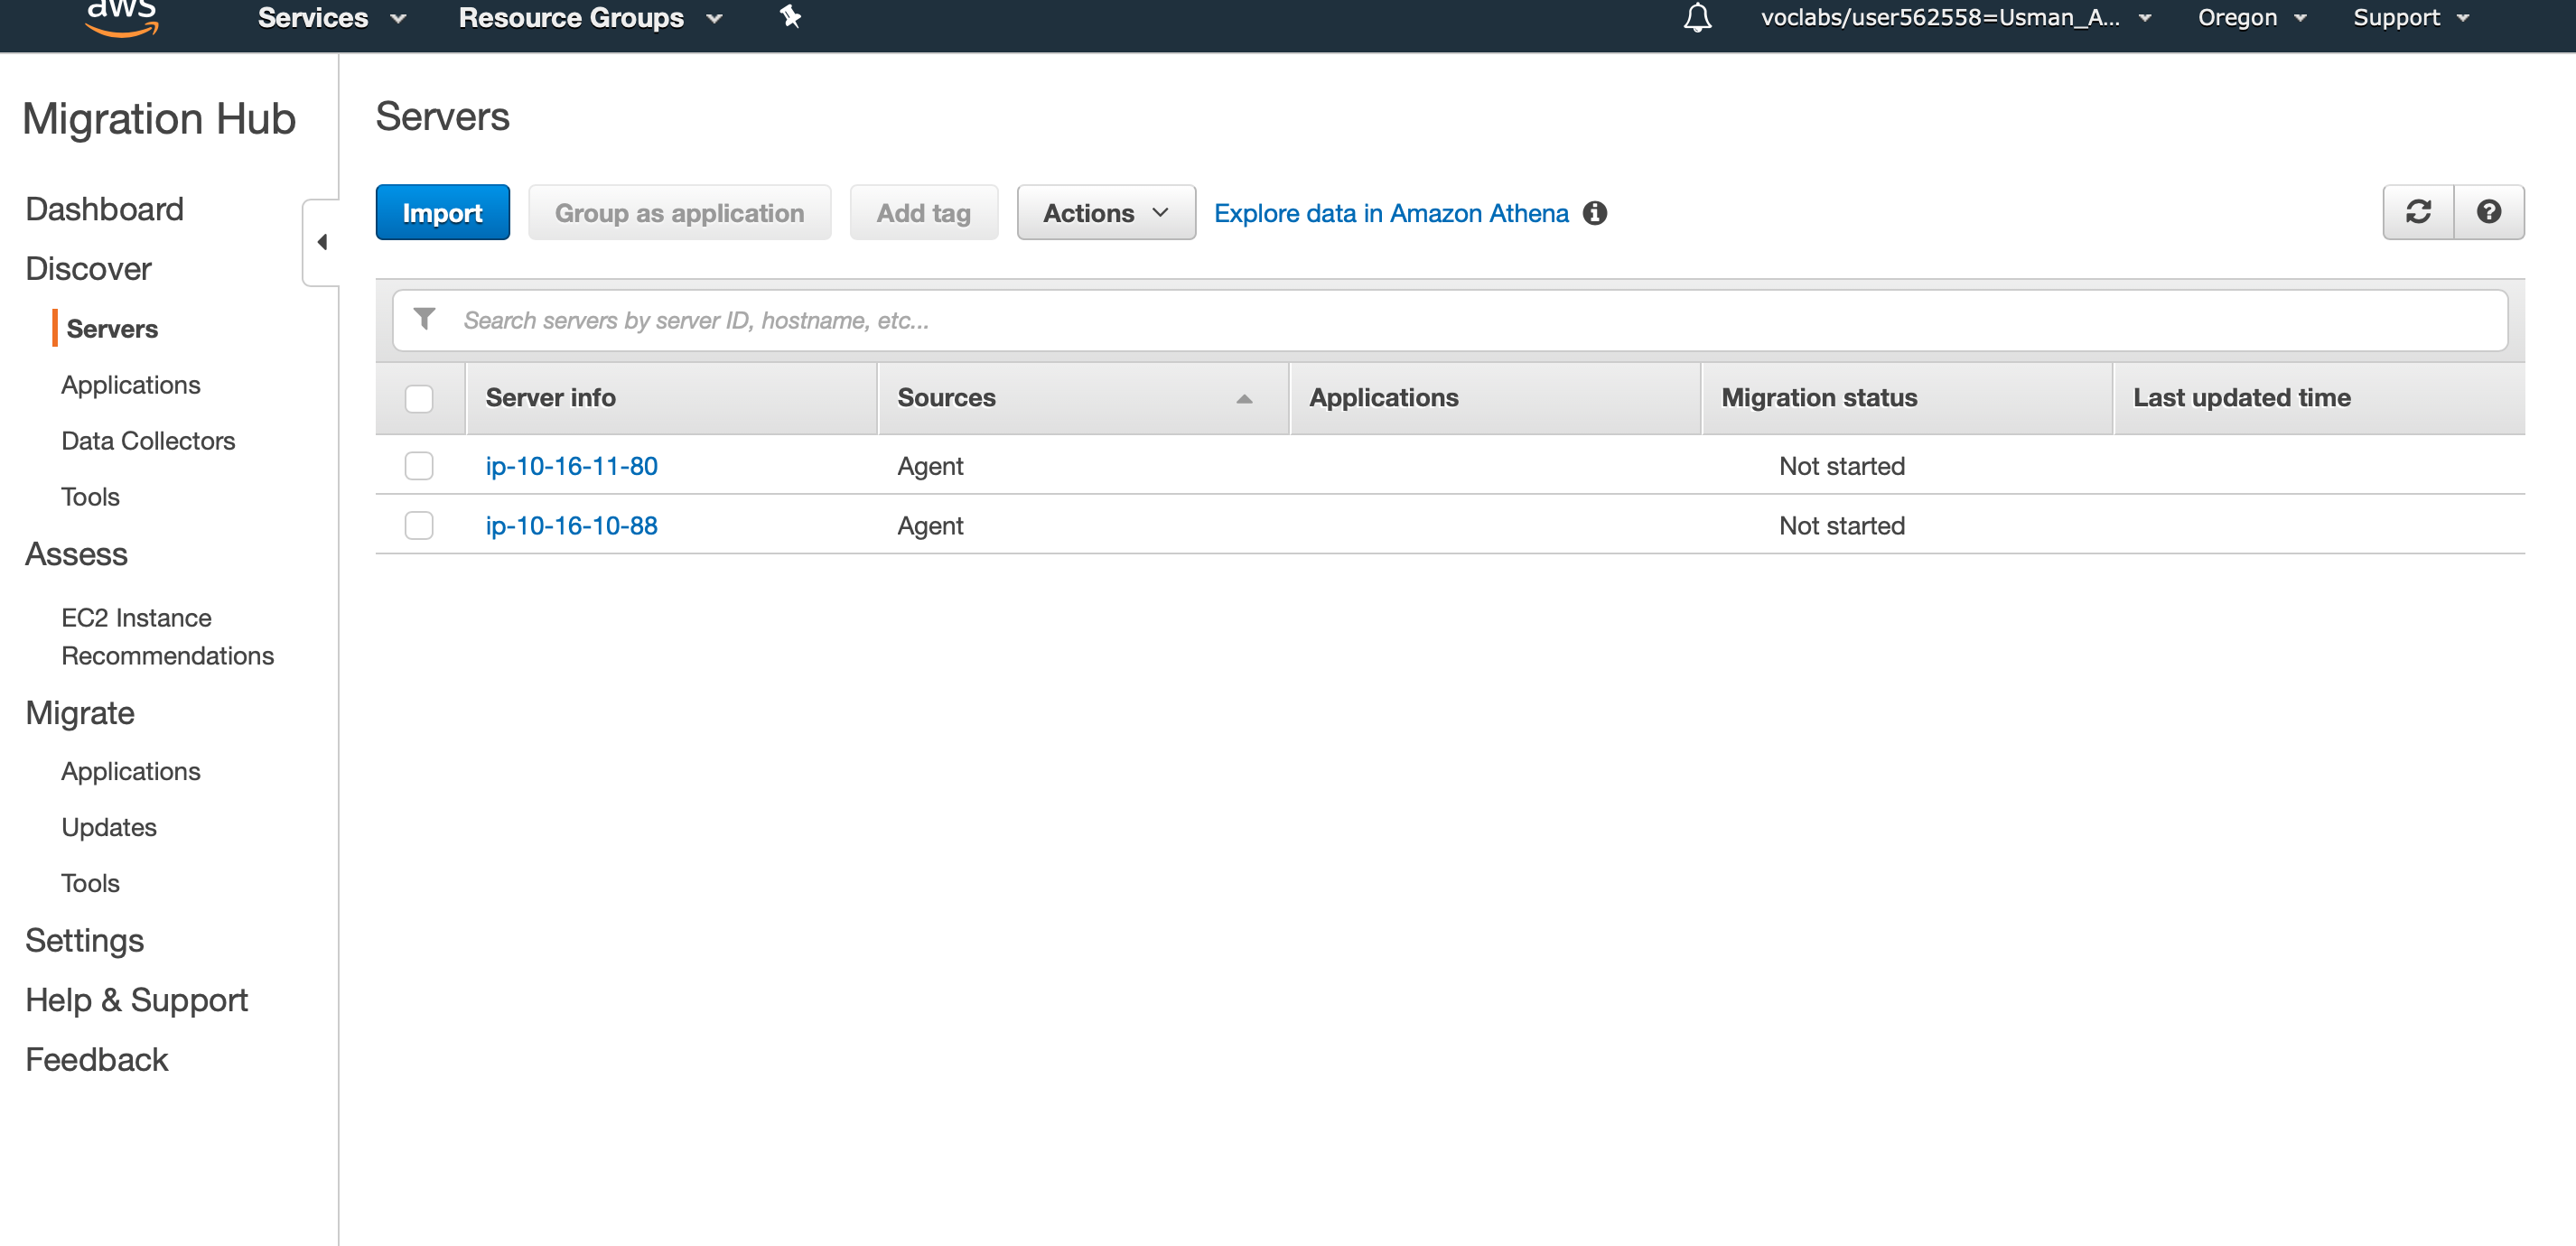 aws Services Resource Groups voclabs/user562558=Usman_A... Oregon Support
Migration Hub
Dashboard
Discover
Servers
Applications
Data Collectors
Tools
Assess
EC2 Instance
Recommendations
Migrate
Applications
Updates
Tools
Settings
Help & Support
Feedback
Servers
Import Group as application Add tag Actions Explore data in Amazon Athena
Search servers by server ID, hostname, etc...
Server info Sources Applications Migration status Last updated time
ip-10-16-11-80 Agent Not started
ip-10-16-10-88 Agent Not started